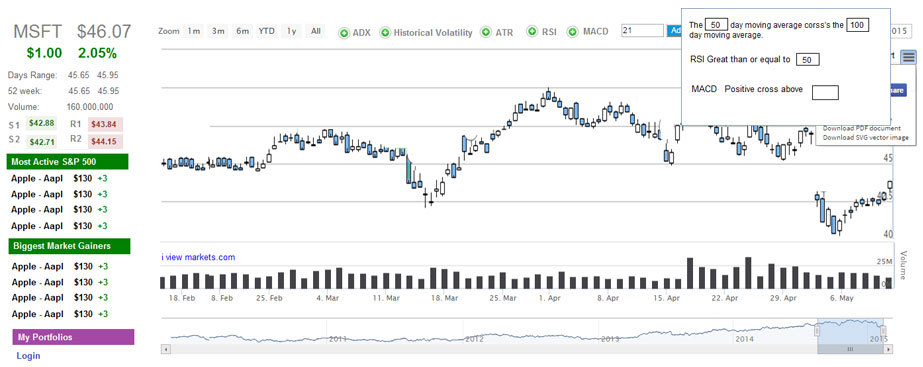 MSFT $46.07
$1.00 2.05%
Days Range: 45.65 45.95
52 week: 45.65 45.95
Volume: 160.000.000
S1 $42.88 R1 $43.84
S2 $42.71 R2 $44.15
Most Active S&P 500
Apple - Aapl $130 +3
Apple - Aapl $130 +3
Apple - Aapl $130 +3
Apple - Aapl $130 +3
Biggest Market Gainers
Apple - Aapl $130 +3
Apple - Aapl $130 +3
Apple - Aapl $130 +3
Apple - Aapl $130 +3
My Portfolios
Login
Zoom 1m 3m 6m YTD 1y All
ADX Historical Volatility ATR RSI MACD 21
The 50 day moving average corss's the 100
day moving average.
RSI Great than or equal to 50
MACD Positive cross above
015
Download PDF document
Download SVG vector image
45
40
i view markets.com
25M
Volume
18. Feb 8. Feb 25. Feb 4. Mar 11. Mar 18. Mar 25. Mar 1. Apr 8. Apr 15. Apr 22. Apr 29. Apr 6. May
2011 2012 2013 2014 2015